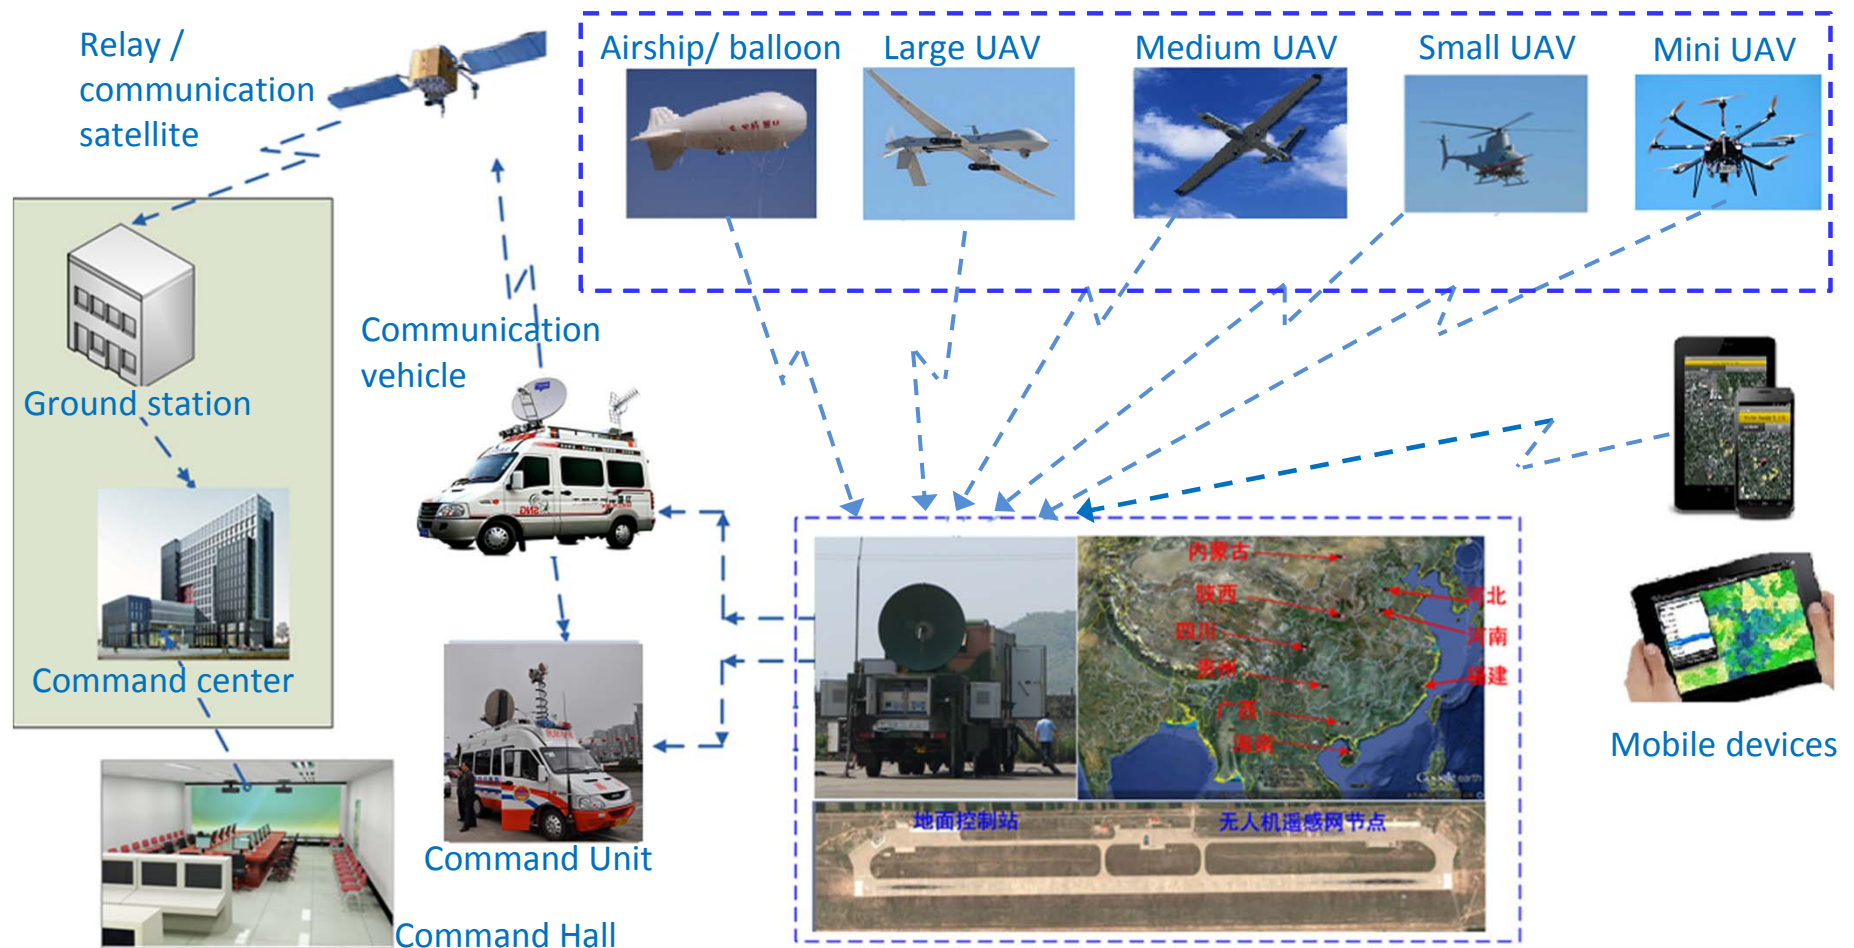 Relay /
communication
satellite
Airship/ balloon
Large UAV
Medium UAV
Small UAV
Mini UAV
Communication
vehicle
Ground station
Command center
Command Unit
Command Hall
Mobile devices
内蒙古
陕西
河北
四川
河南
贵州
福建
广西
海南
Google earth
地面控制站
无人机遥感网节点